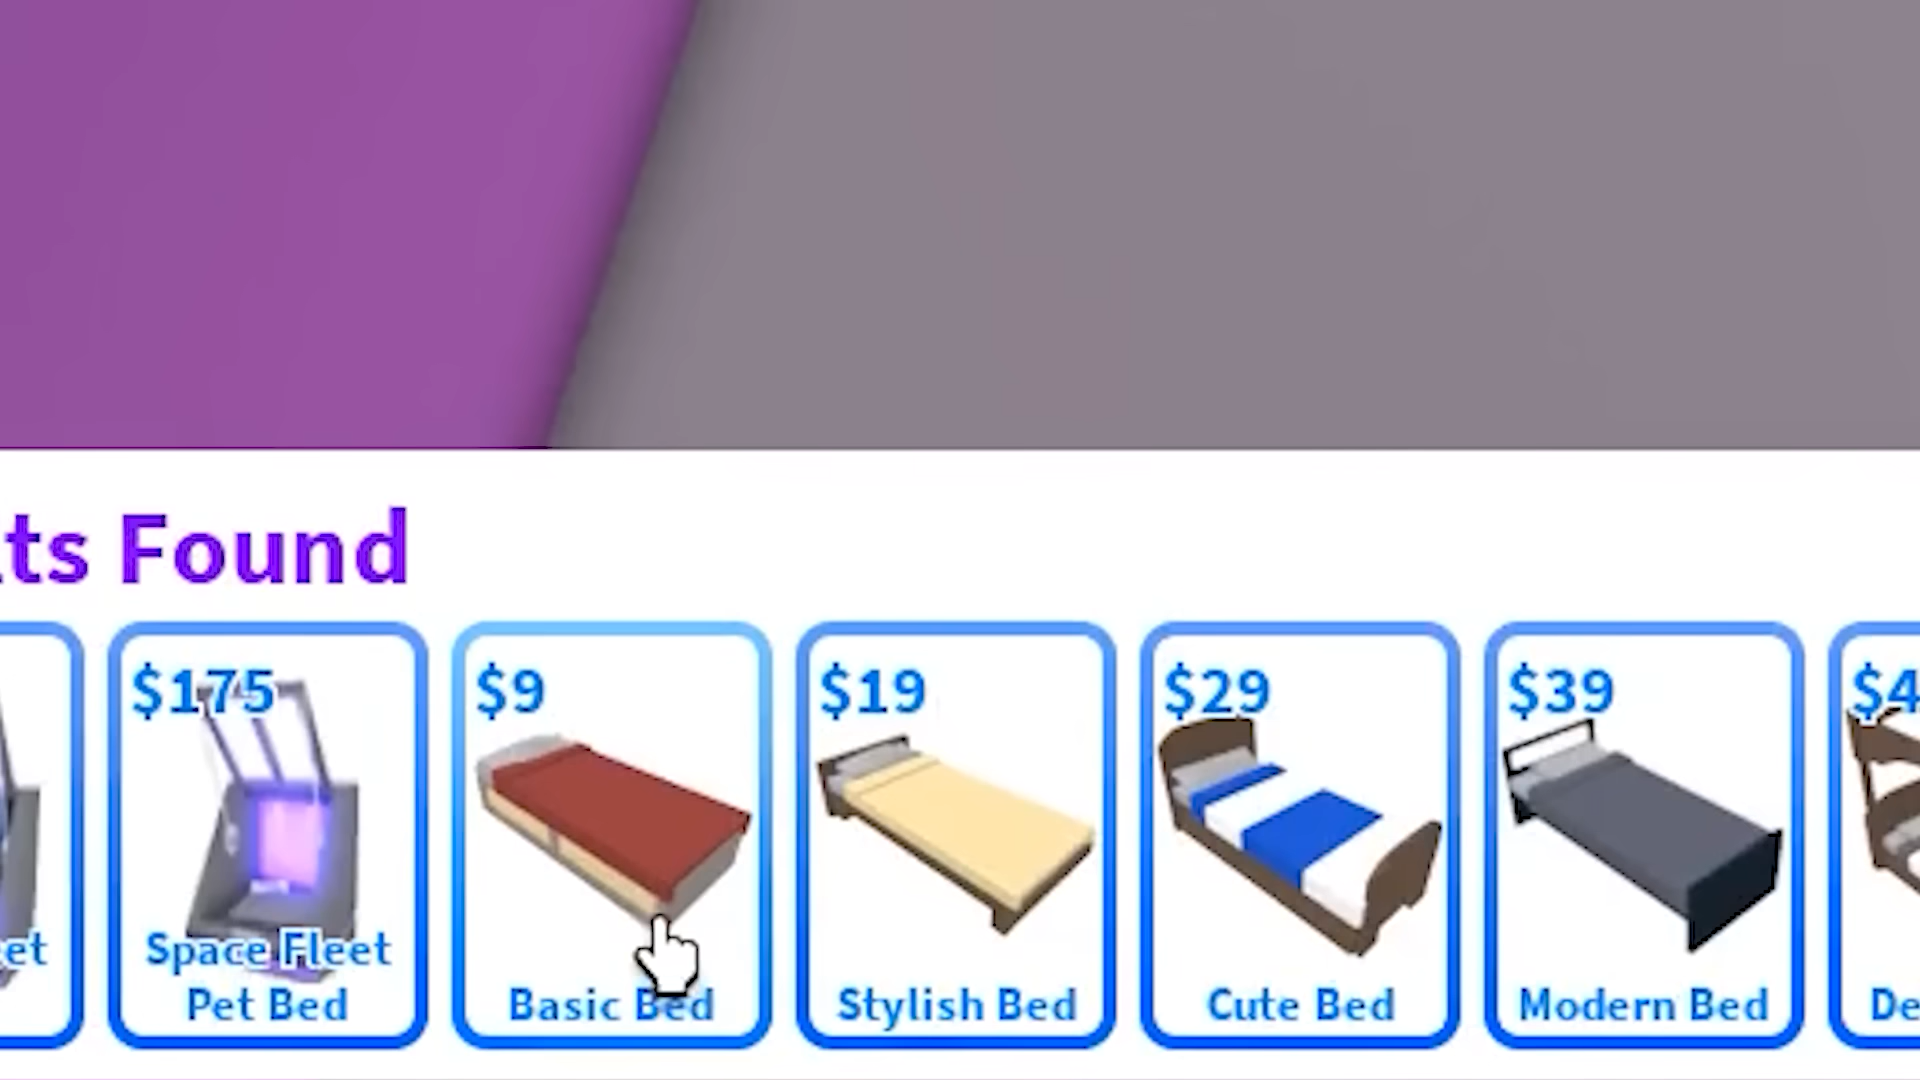 Found
$175
Space Fleet
Pet Bed
$9
Basic Bed
$19
Stylish Bed
$29
Cute Bed
$39
Modern Bed